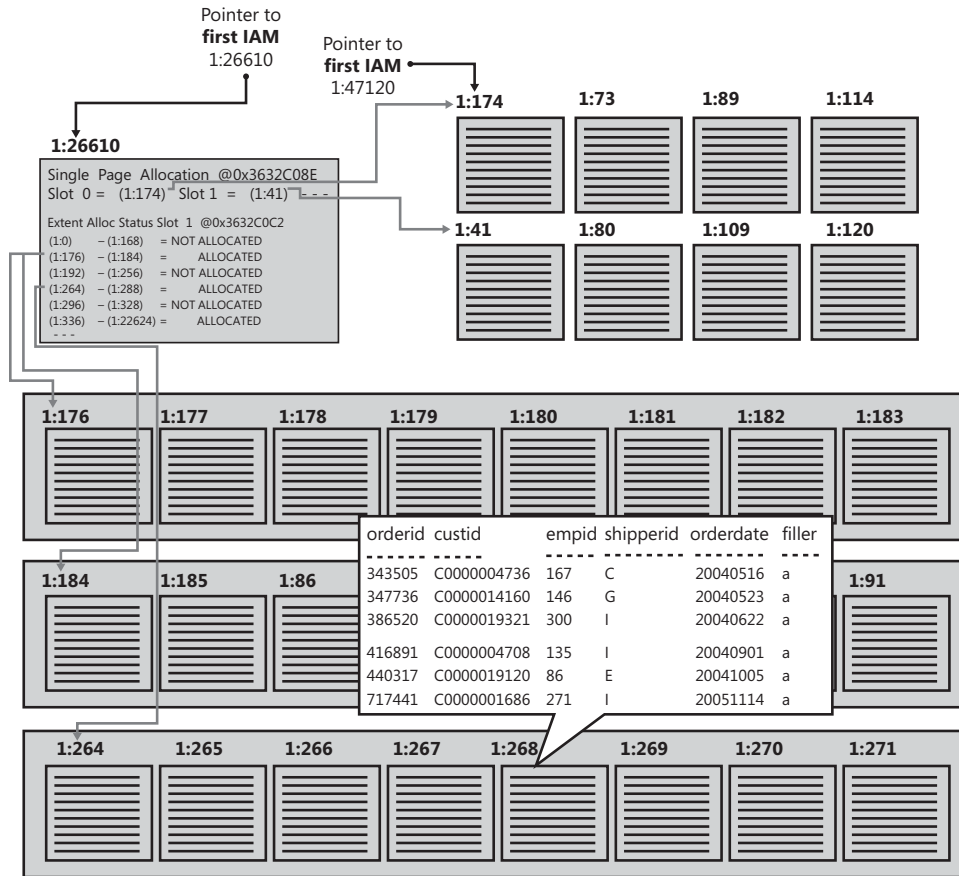 Pointer to
first IAM
1:26610
Pointer to
first IAM
1:47120
1:174 1:73 1:89 1:114
1:26610
Single Page Allocation @0x3632C08E
Slot 0 = (1:174) Slot 1 = (1:41) - - -
Extent Alloc Status Slot 1 @0x3632C0C2
(1:0) – (1:168) = NOT ALLOCATED
(1:176) – (1:184) = ALLOCATED
(1:192) – (1:256) = NOT ALLOCATED
(1:264) – (1:288) = ALLOCATED
(1:296) – (1:328) = NOT ALLOCATED
(1:336) – (1:22624) = ALLOCATED
- - -
1:41 1:80 1:109 1:120
1:176 1:177 1:178 1:179 1:180 1:181 1:182 1:183
orderid custid empid shipperid orderdate filler
343505 C0000004736 167 C 20040516 a
347736 C0000014160 146 G 20040523 a
386520 C0000019321 300 I 20040622 a
416891 C0000004708 135 I 20040901 a
440317 C0000019120 86 E 20041005 a
717441 C0000001686 271 I 20051114 a
1:184 1:185 1:86 1:91
1:264 1:265 1:266 1:267 1:268 1:269 1:270 1:271